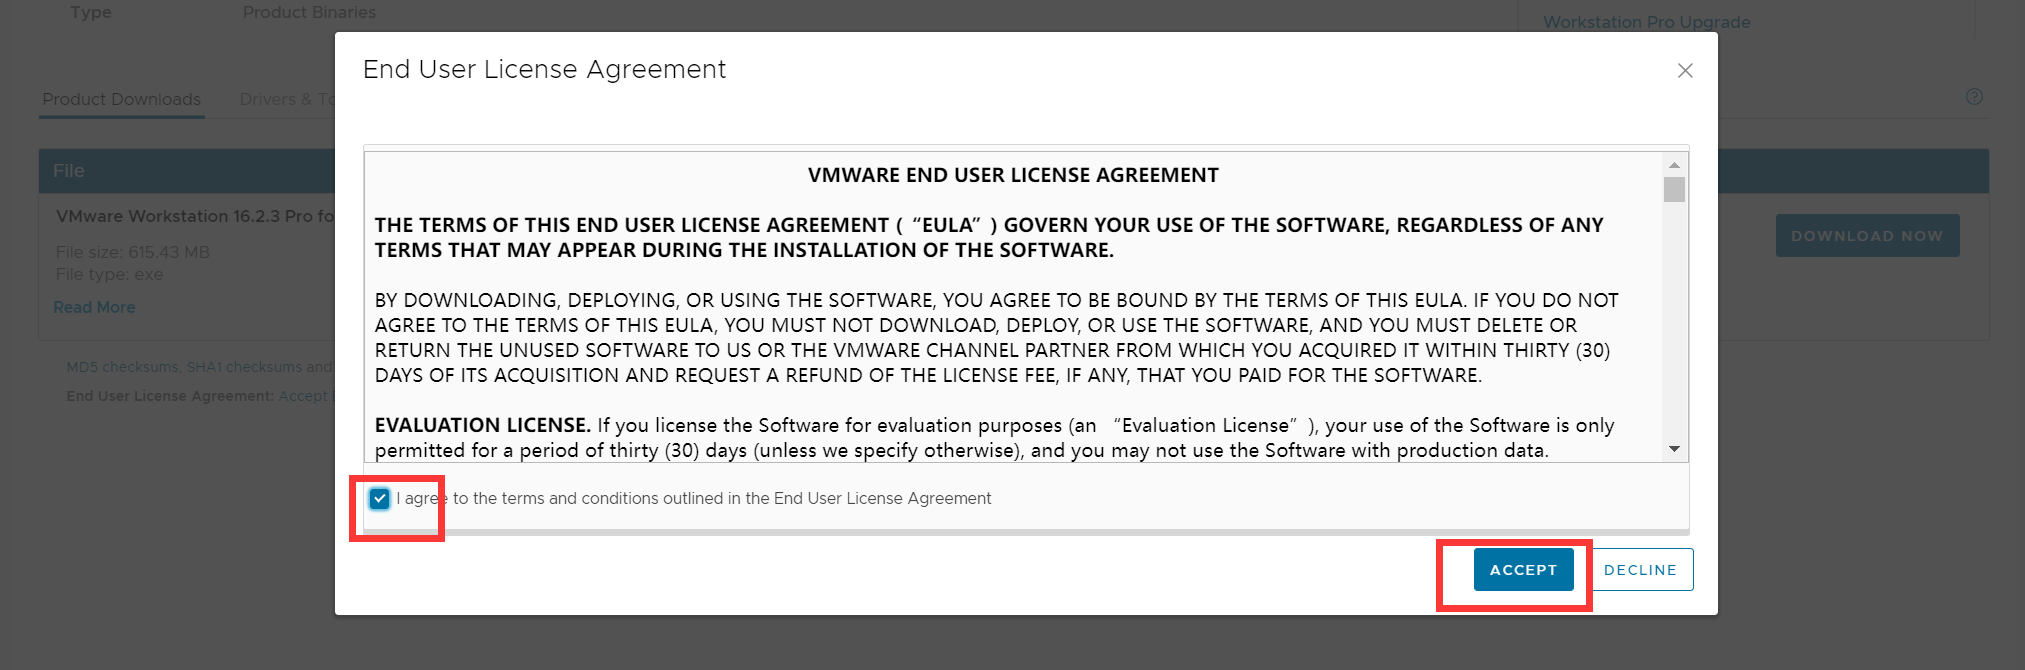 Type Product Binaries
Workstation Pro Upgrade
End User License Agreement
Product Downloads Drivers & To
File
VMWARE END USER LICENSE AGREEMENT
THE TERMS OF THIS END USER LICENSE AGREEMENT ( “EULA” ) GOVERN YOUR USE OF THE SOFTWARE, REGARDLESS OF ANY
TERMS THAT MAY APPEAR DURING THE INSTALLATION OF THE SOFTWARE.
BY DOWNLOADING, DEPLOYING, OR USING THE SOFTWARE, YOU AGREE TO BE BOUND BY THE TERMS OF THIS EULA. IF YOU DO NOT
AGREE TO THE TERMS OF THIS EULA, YOU MUST NOT DOWNLOAD, DEPLOY, OR USE THE SOFTWARE, AND YOU MUST DELETE OR
RETURN THE UNUSED SOFTWARE TO US OR THE VMWARE CHANNEL PARTNER FROM WHICH YOU ACQUIRED IT WITHIN THIRTY (30)
DAYS OF ITS ACQUISITION AND REQUEST A REFUND OF THE LICENSE FEE, IF ANY, THAT YOU PAID FOR THE SOFTWARE.
EVALUATION LICENSE. If you license the Software for evaluation purposes (an “Evaluation License” ), your use of the Software is only
permitted for a period of thirty (30) days (unless we specify otherwise), and you may not use the Software with production data.
I agree to the terms and conditions outlined in the End User License Agreement
ACCEPT DECLINE
VMware Workstation 16.2.3 Pro fo
File size: 615.43 MB
File type: exe
Read More
DOWNLOAD NOW
MD5 checksums, SHA1 checksums and
End User License Agreement: Accept